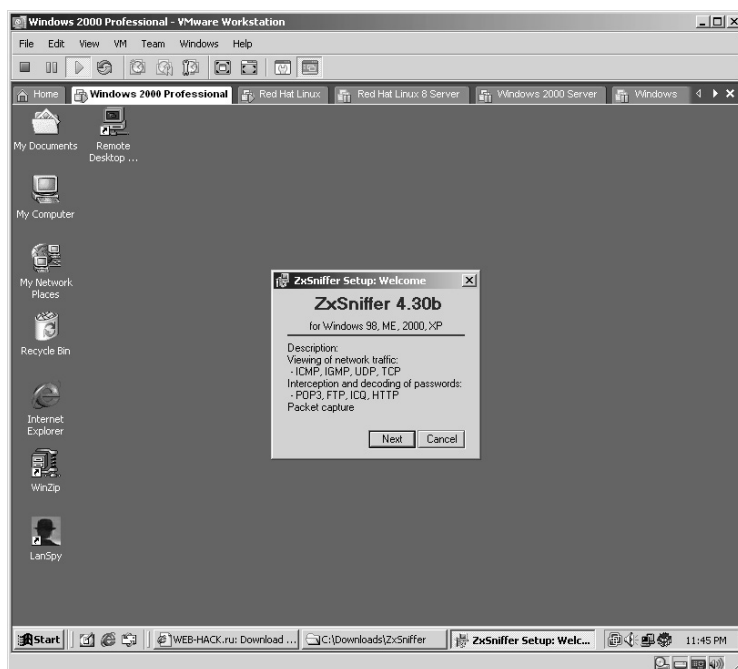 Windows 2000 Professional - VMware Workstation
File Edit View VM Team Windows Help
Home Windows 2000 Professional Red Hat Linux Red Hat Linux 8 Server Windows 2000 Server Windows
My Documents
Remote
Desktop ...
My Computer
My Network
Places
Recycle Bin
Internet
Explorer
WinZip
LanSpy
ZxSniffer Setup: Welcome
ZxSniffer 4.30b
for Windows 98, ME, 2000, XP
Description:
Viewing of network traffic:
- ICMP, IGMP, UDP, TCP
Interception and decoding of passwords:
- POP3, FTP, ICQ, HTTP
Packet capture
Next Cancel
Start WEB-HACK.ru: Download ... C:\Downloads\ZxSniffer ZxSniffer Setup: Welc... 11:45 PM